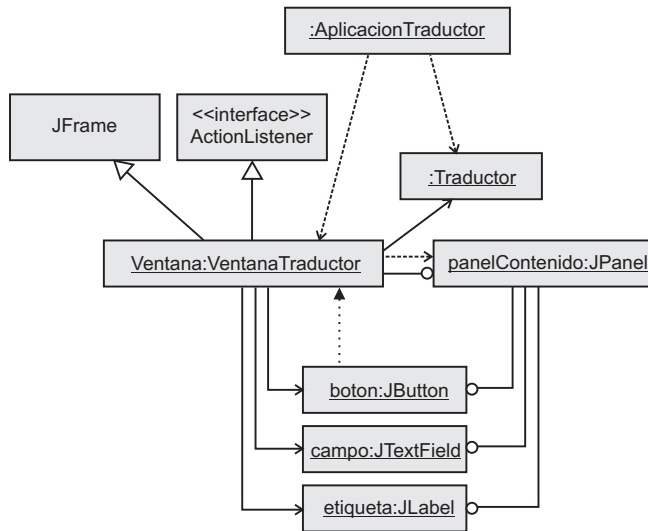 :AplicacionTraductor
JFrame
<<interface>>
ActionListener
:Traductor
Ventana:VentanaTraductor
panelContenido:JPanel
boton:JButton
campo:JTextField
etiqueta:JLabel